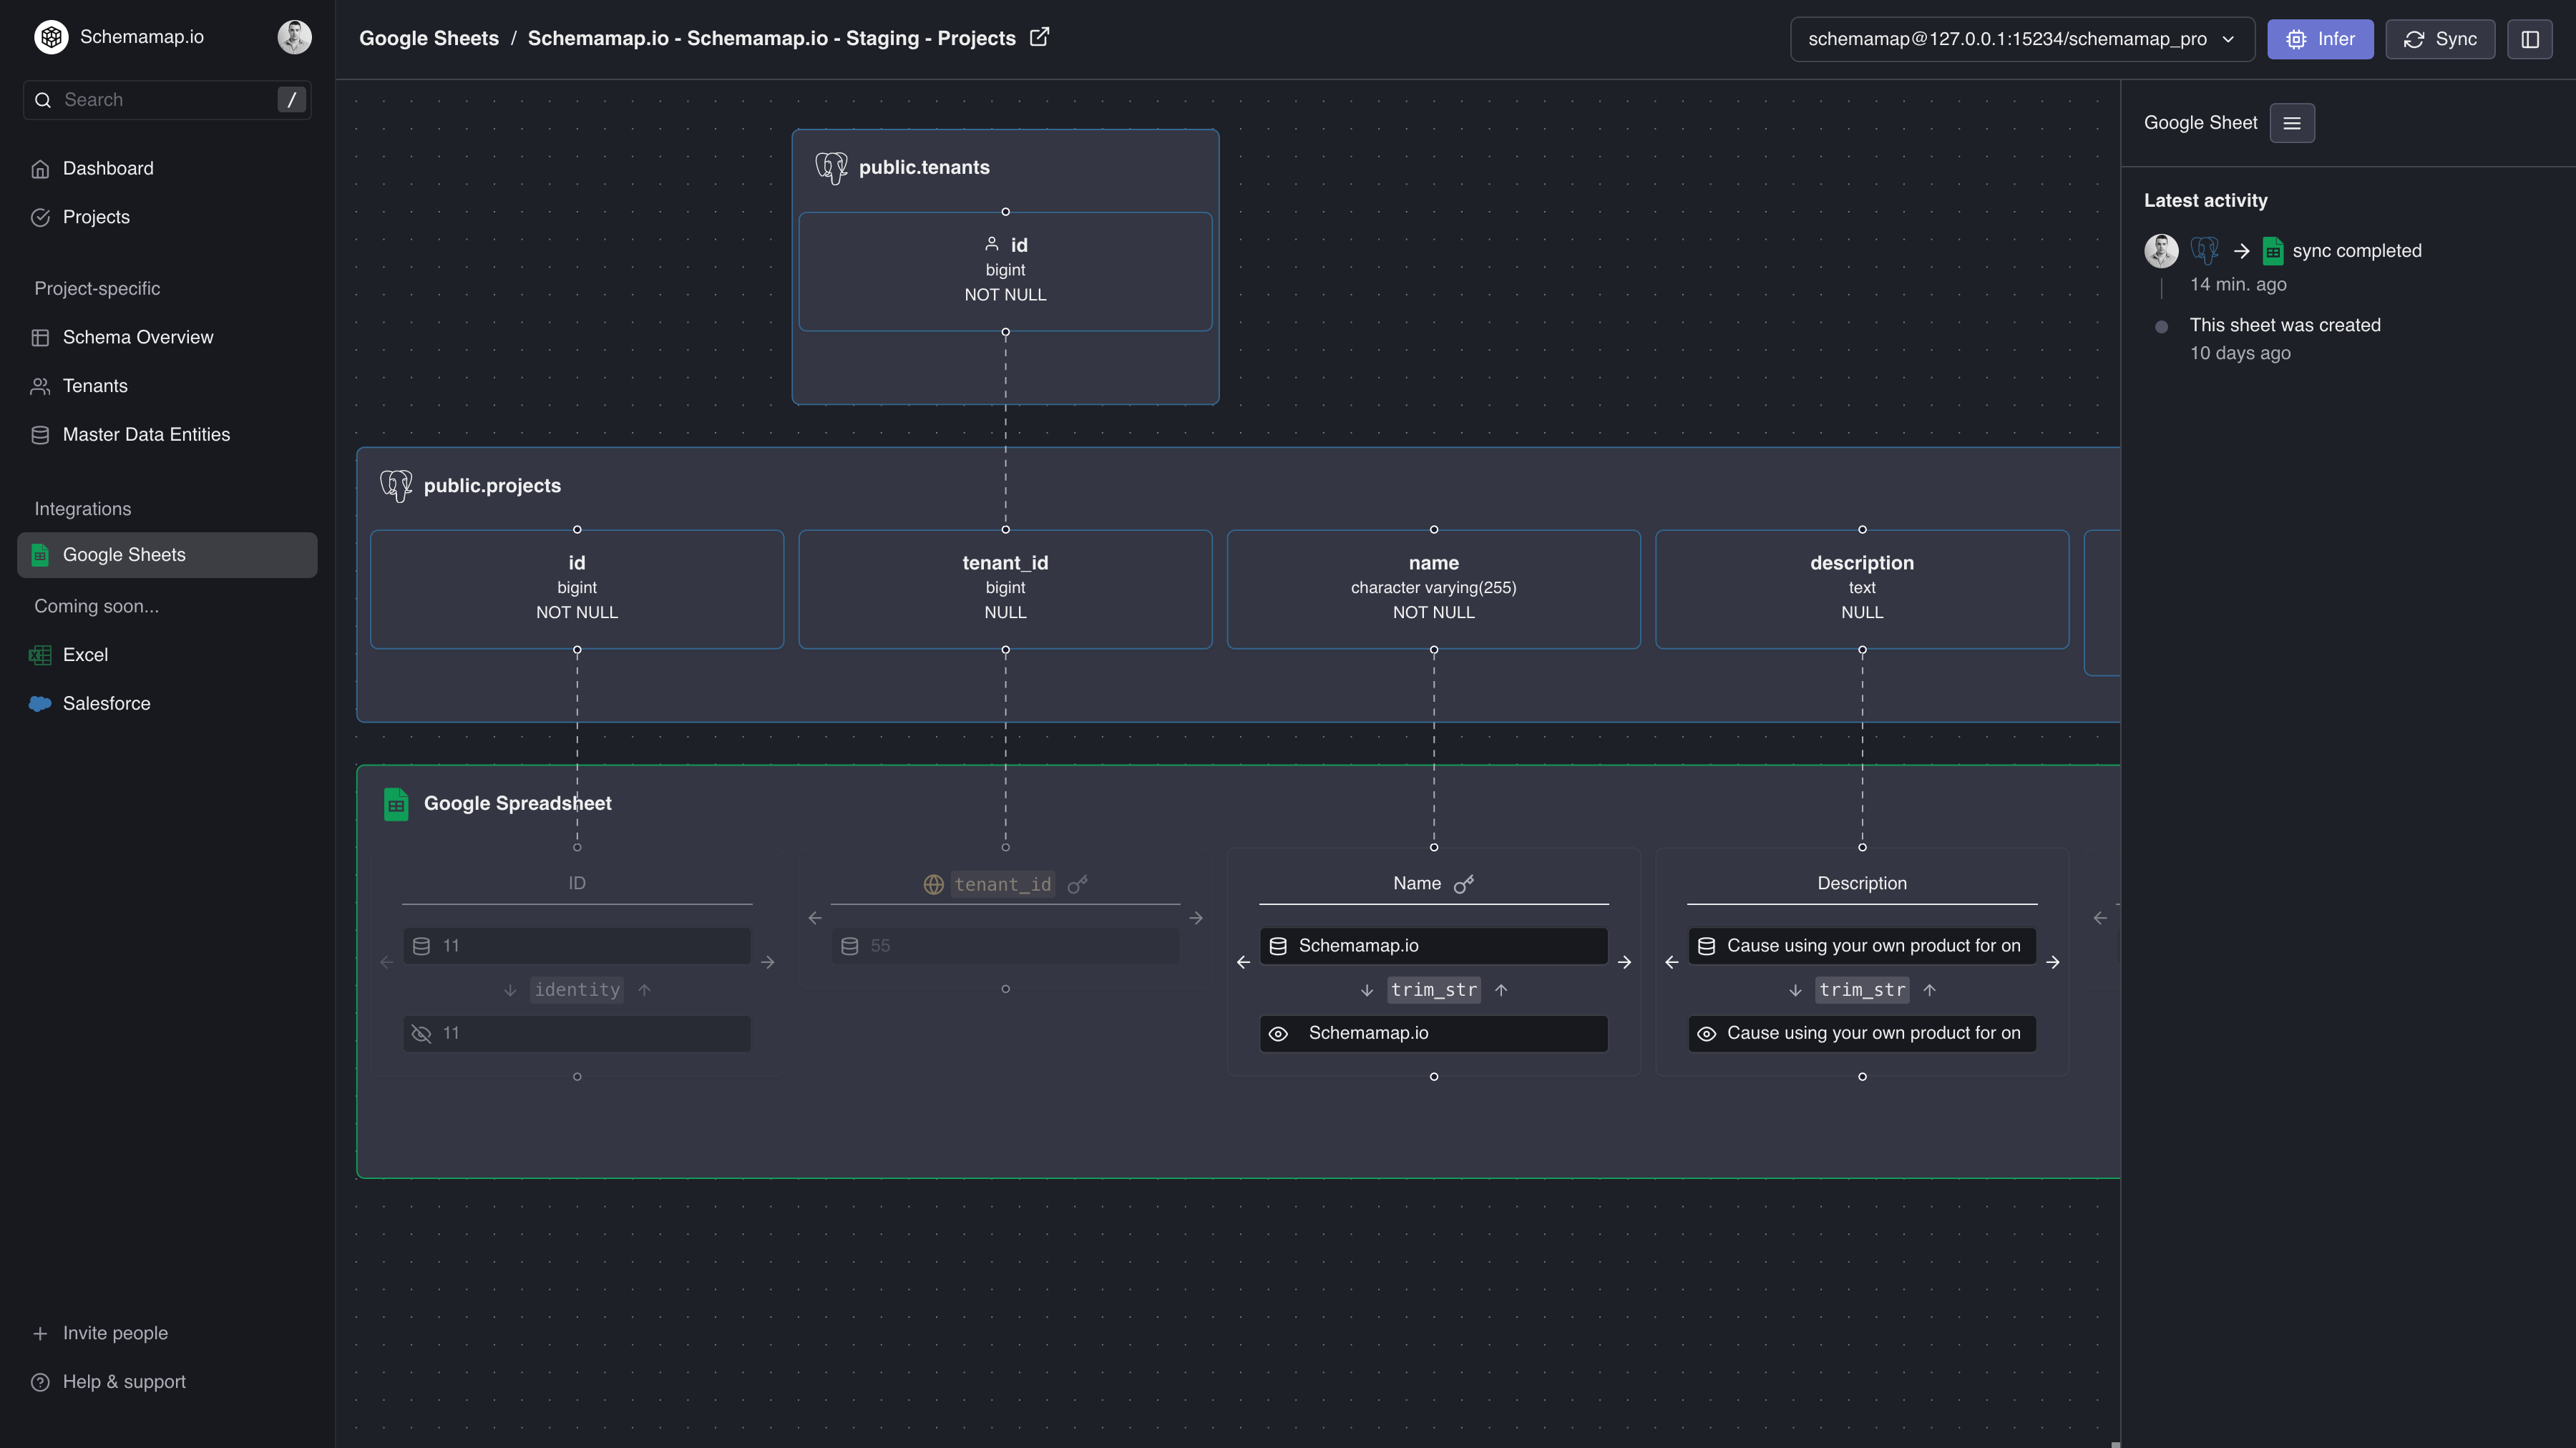 Schemamap.io
Search /
Dashboard
Projects
Project-specific
Schema Overview
Tenants
Master Data Entities
Integrations
Google Sheets
Coming soon...
Excel
Salesforce
Invite people
Help & support
Google Sheets / Schemamap.io - Schemamap.io - Staging - Projects
schemamap@127.0.0.1:15234/schemamap_pro
Infer
Sync
public.tenants
id
bigint
NOT NULL
public.projects
id
bigint
NOT NULL
tenant_id
bigint
NULL
name
character varying(255)
NOT NULL
description
text
NULL
Google Spreadsheet
ID
11
identity
11
tenant_id
55
Name
Schemamap.io
trim_str
Schemamap.io
Description
Cause using your own product for on
trim_str
Cause using your own product for on
Google Sheet
Latest activity
sync completed
14 min. ago
This sheet was created
10 days ago